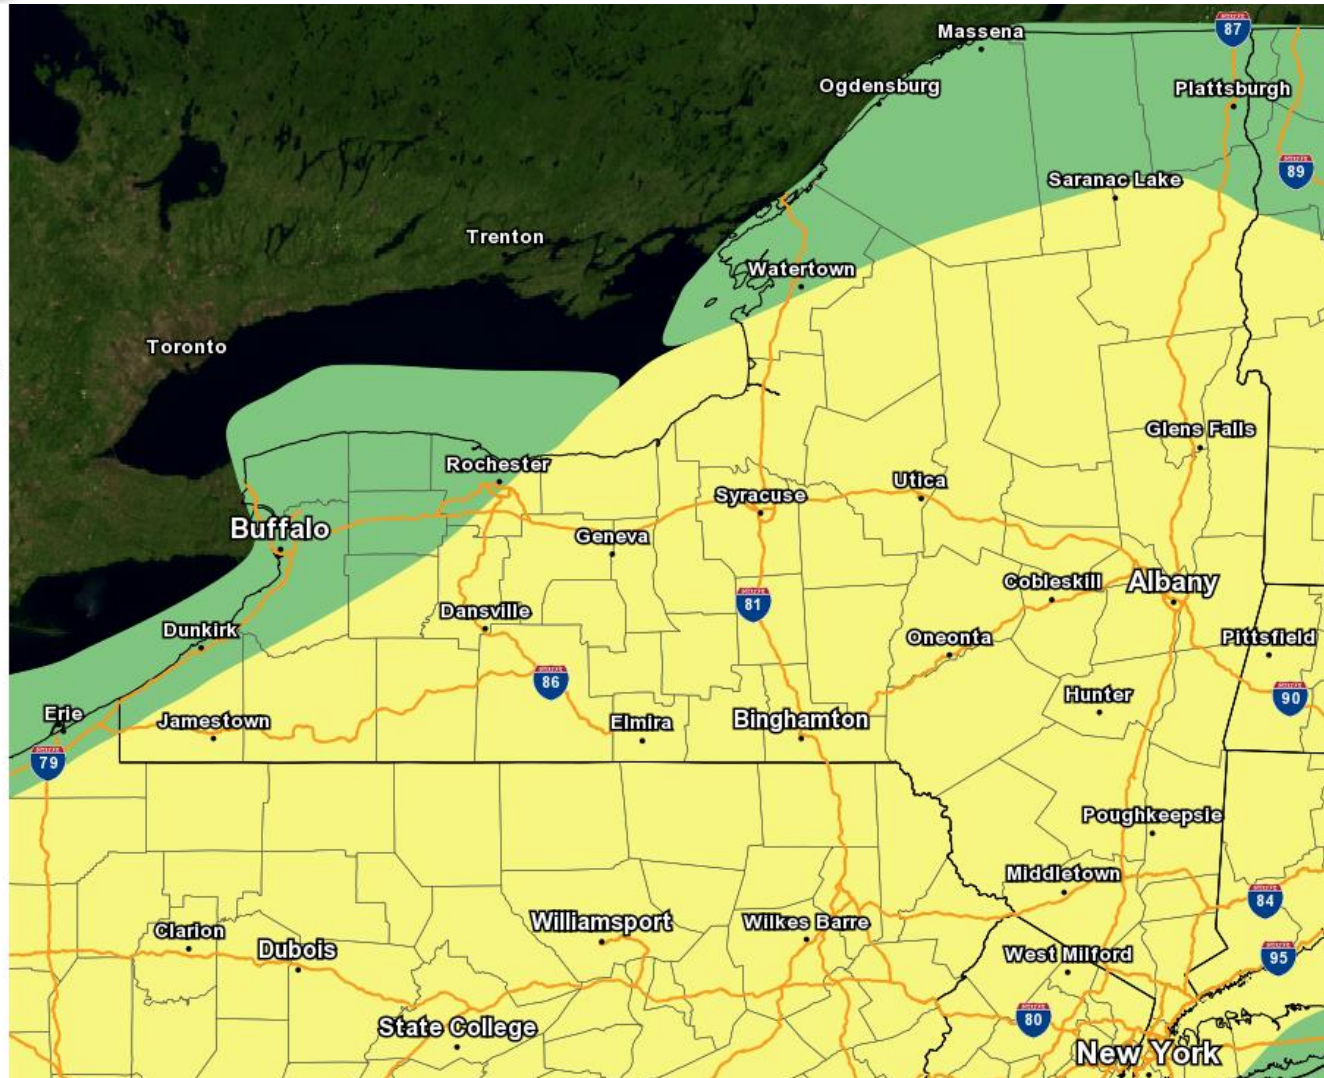 Massena
87
Ogdensburg
Plattsburgh
89
Saranac Lake
Trenton
Watertown
Toronto
Glens Falls
Rochester
Utica
Syracuse
Buffalo
Geneva
Cobleskill
Albany
81
Dansville
Dunkirk
Oneonta
Pittsfield
86
Hunter
90
Erie
Jamestown
Elmira
Binghamton
79
Poughkeepsie
Middletown
84
Williamsport
Wilkes Barre
Clarion
Dubois
West Milford
95
80
State College
New York